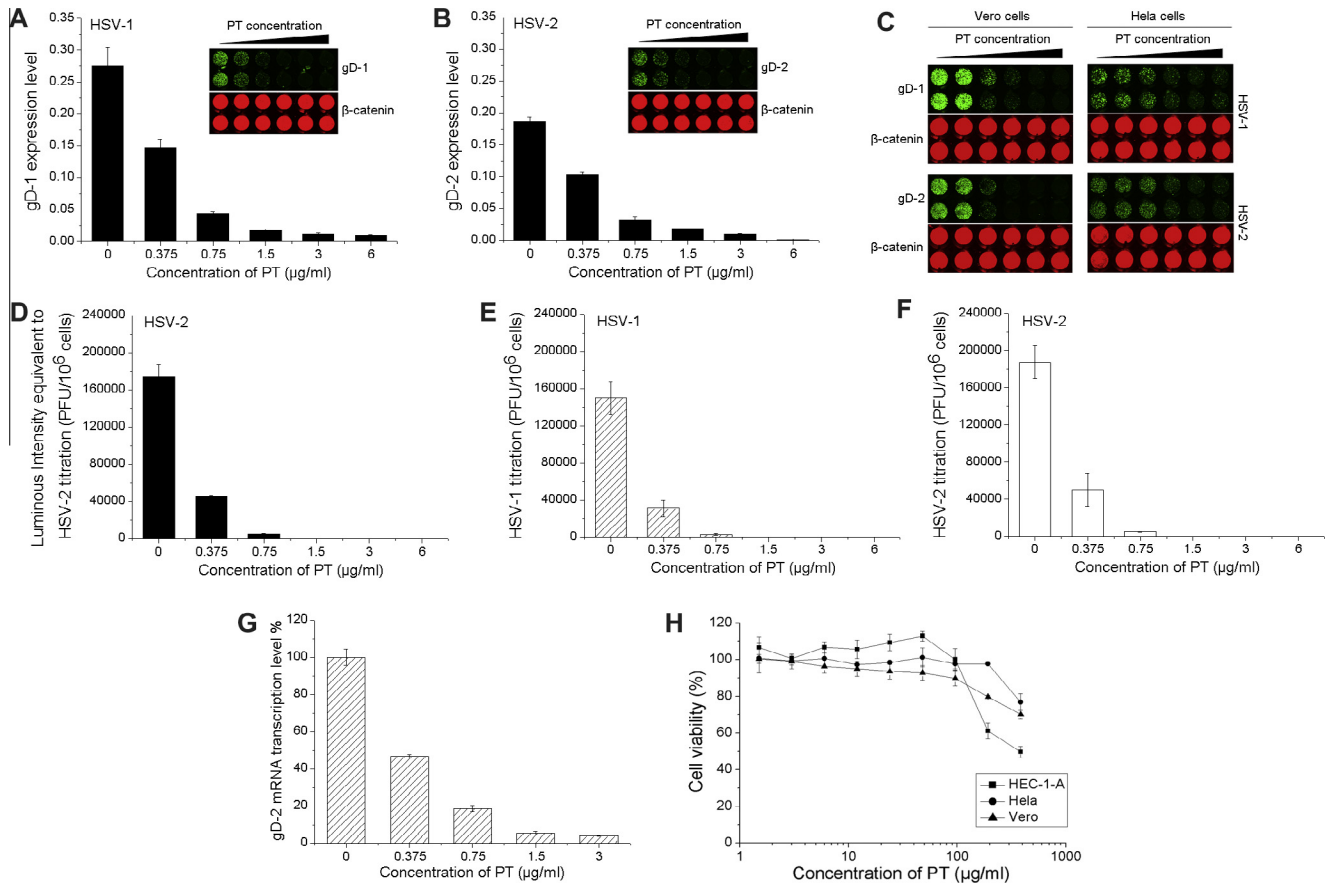 A
HSV-1
gD-1 expression level
0.35
0.30
0.25
0.20
0.15
0.10
0.05
0.00
PT concentration
gD-1
β-catenin
0 0.375 0.75 1.5 3 6
Concentration of PT (µg/ml)
B
HSV-2
gD-2 expression level
0.35
0.30
0.25
0.20
0.15
0.10
0.05
0.00
PT concentration
gD-2
β-catenin
0 0.375 0.75 1.5 3 6
Concentration of PT (µg/ml)
C
Vero cells Hela cells
PT concentration PT concentration
gD-1
β-catenin
HSV-1
gD-2
β-catenin
HSV-2
D
HSV-2
Luminous Intensity equivalent to
HSV-2 titration (PFU/10⁶ cells)
240000
200000
160000
120000
80000
40000
0
0 0.375 0.75 1.5 3 6
Concentration of PT (µg/ml)
E
HSV-1
HSV-1 titration (PFU/10⁶ cells)
240000
200000
160000
120000
80000
40000
0
0 0.375 0.75 1.5 3 6
Concentration of PT (µg/ml)
F
HSV-2
HSV-2 titration (PFU/10⁶ cells)
240000
200000
160000
120000
80000
40000
0
0 0.375 0.75 1.5 3 6
Concentration of PT (µg/ml)
G
gD-2 mRNA transcription level %
120
100
80
60
40
20
0
0 0.375 0.75 1.5 3
Concentration of PT (µg/ml)
H
Cell viability (%)
120
100
80
60
40
20
0
HEC-1-A
Hela
Vero
1 10 100 1000
Concentration of PT (µg/ml)